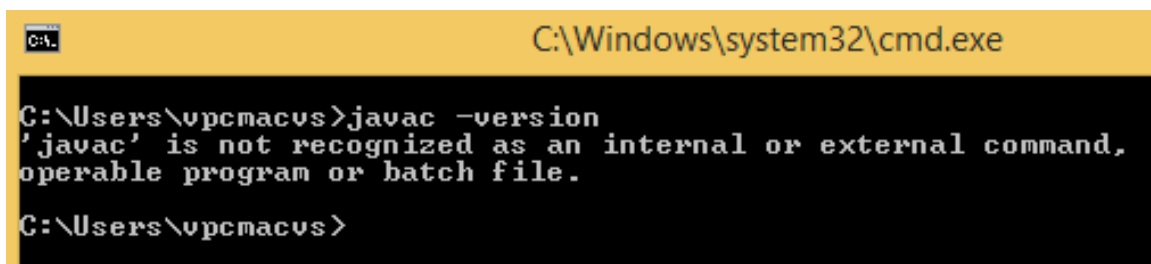 C:\Windows\system32\cmd.exe
C:\Users\vpcmacvs>javac -version
'javac' is not recognized as an internal or external command,
operable program or batch file.
C:\Users\vpcmacvs>